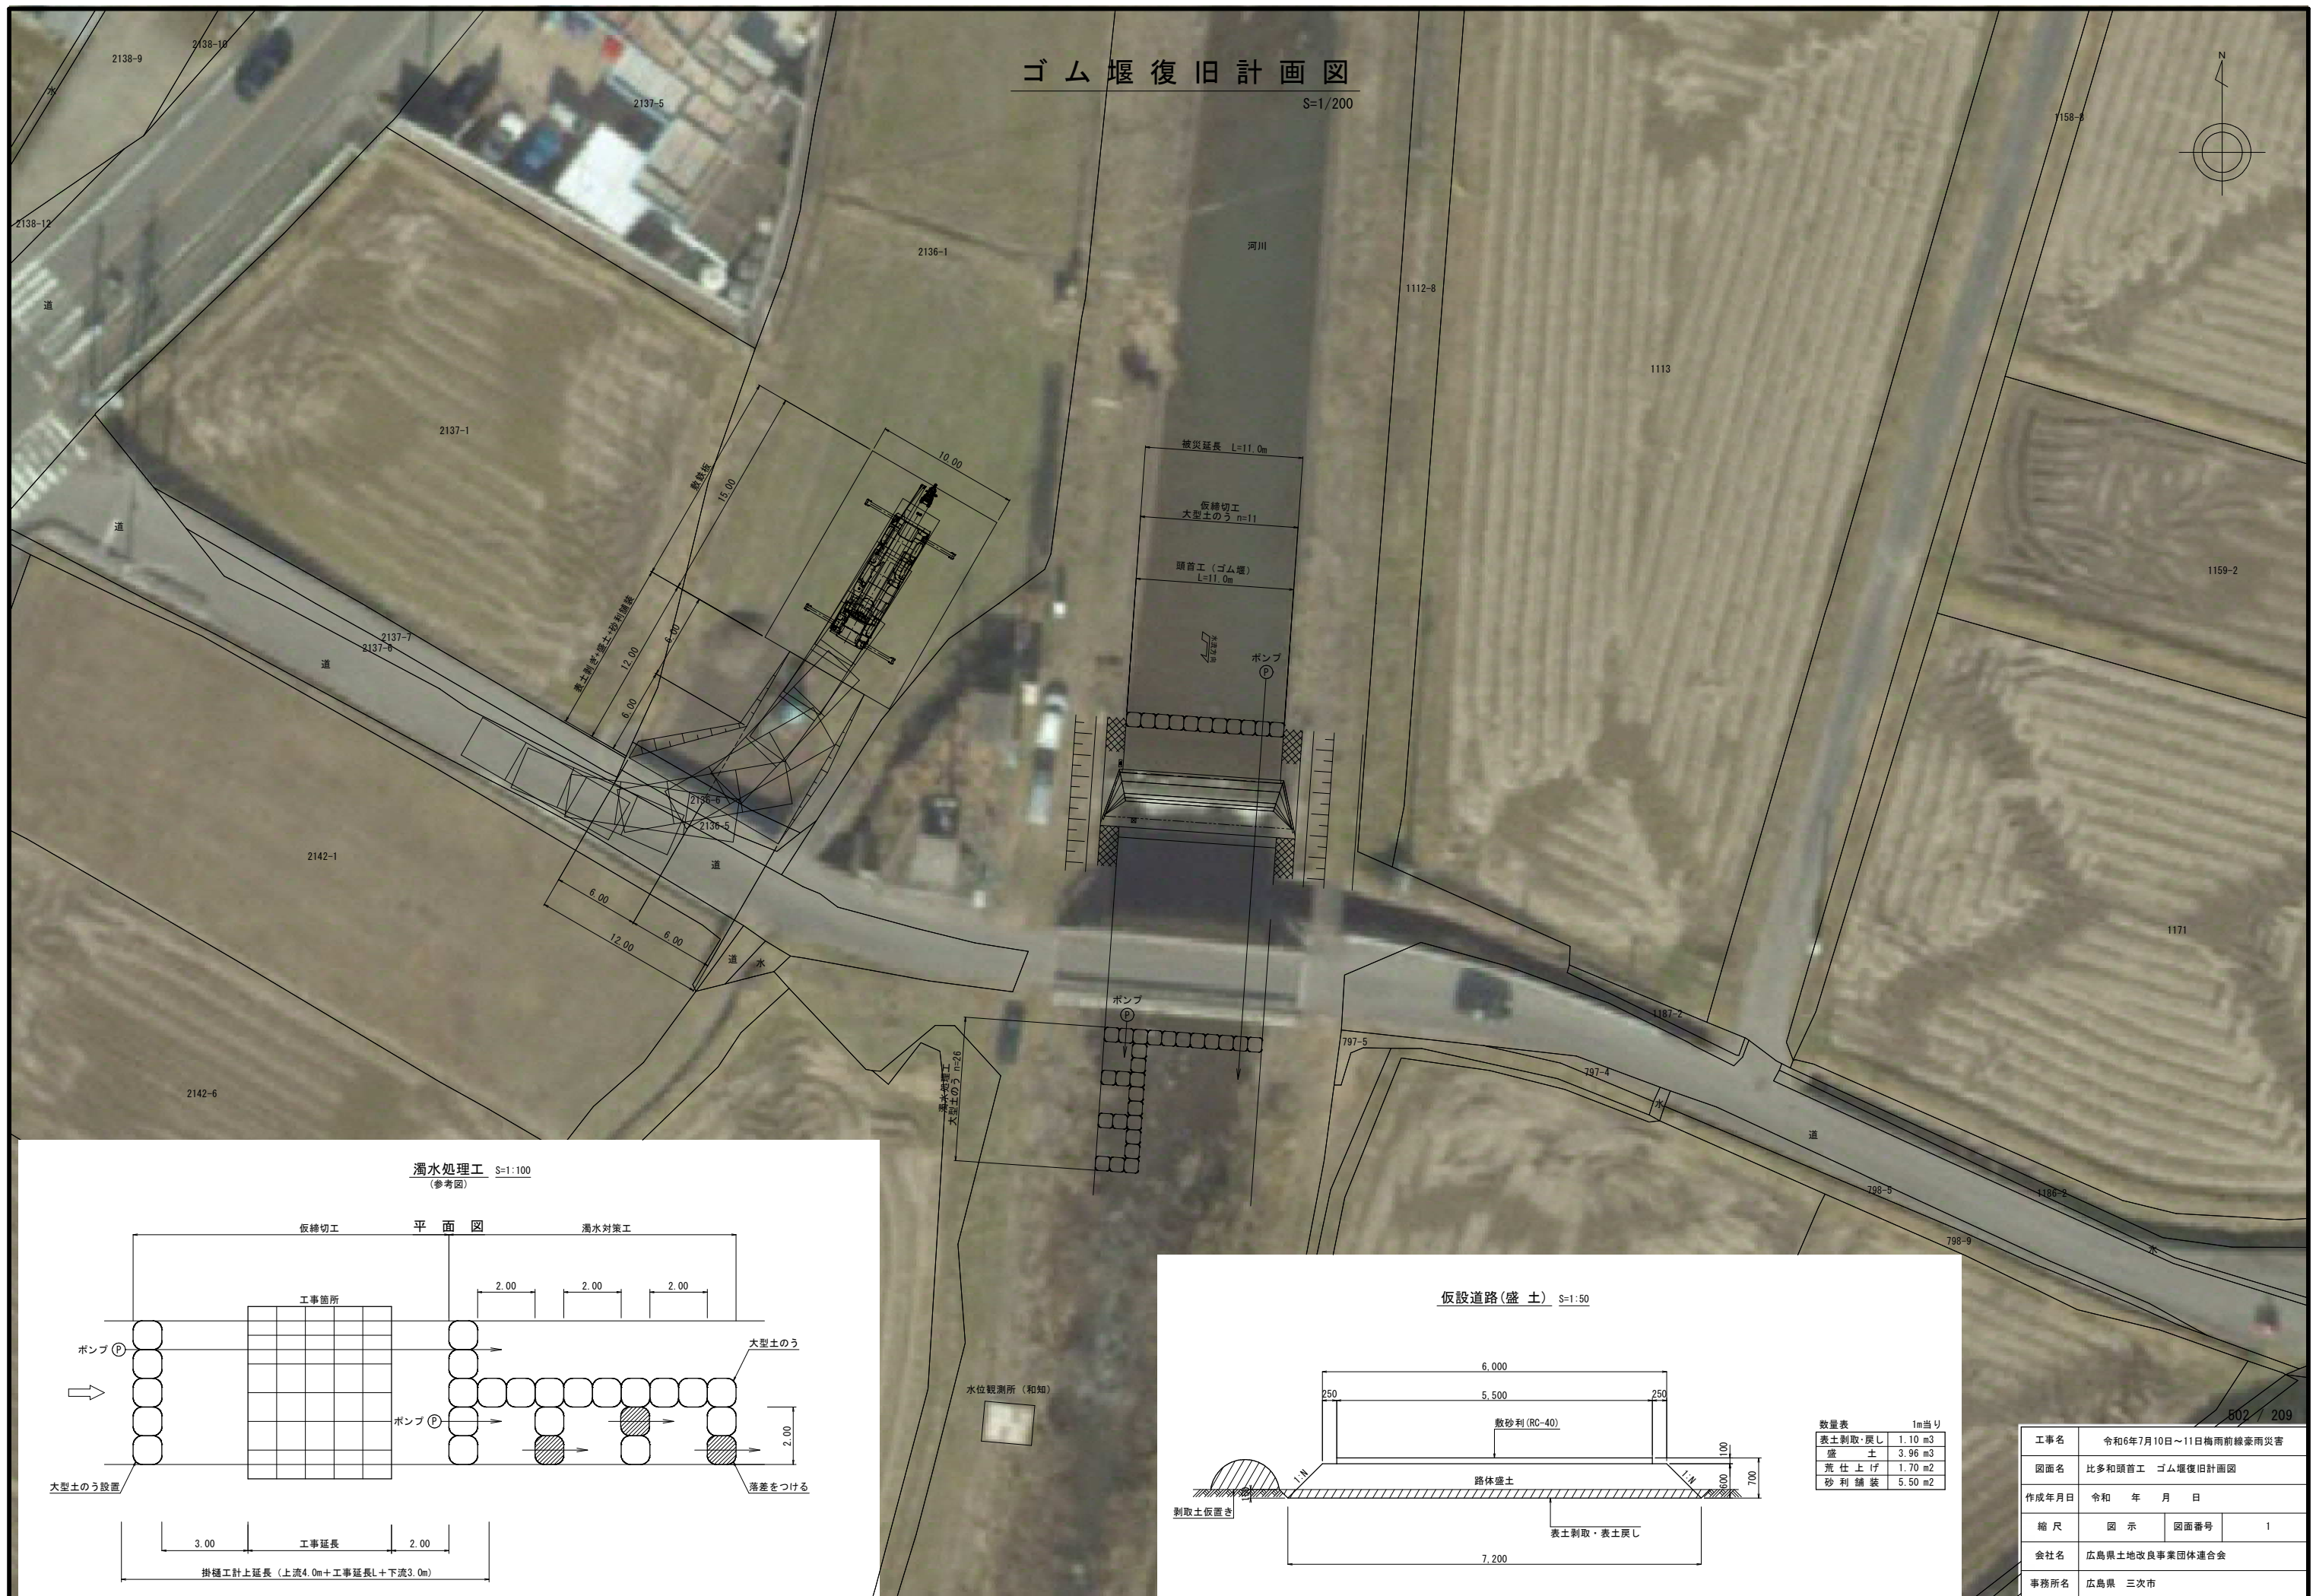 ゴム堰復旧計画図
S=1/200
N
2138-10
2138-9
水
2137-5
2138-12
道
2136-1
河川
1112-8
1158-8
1113
2137-1
1159-2
1171
道
2137-7
2137-6
道
敷鉄板
15.00
10.00
表土剥ぎ+盛土+砂利舗装
12.00
6.00
6.00
被災延長 L=11.0m
仮締切工
大型土のう n=11
頭首工（ゴム堰）
L=11.0m
水流方向
ポンプ
P
2136-6
2136-5
道
2142-1
6.00
6.00
12.00
道
水
2142-6
ポンプ
P
濁水処理工
大型土のう n=26
797-5
1187-2
797-4
水
道
798-5
1186-2
798-9
水
水位観測所（和知）
濁水処理工 S=1:100
（参考図）
平面図
仮締切工
濁水対策工
2.00
2.00
2.00
工事箇所
大型土のう
ポンプ P
ポンプ P
2.00
大型土のう設置
落差をつける
3.00
工事延長
2.00
掛樋工計上延長（上流4.0m+工事延長L+下流3.0m）
仮設道路(盛 土) S=1:50
6,000
250
5,500
250
敷砂利(RC-40)
1:N
路体盛土
1:N
100
600
700
剥取土仮置き
表土剥取・表土戻し
7,200
数量表 1m当り
表土剥取・戻し 1.10 m3
盛 土 3.96 m3
荒仕上げ 1.70 m2
砂利舗装 5.50 m2
502 / 209
工事名 令和6年7月10日～11日梅雨前線豪雨災害
図面名 比多和頭首工 ゴム堰復旧計画図
作成年月日 令和 年 月 日
縮尺 図示 図面番号 1
会社名 広島県土地改良事業団体連合会
事務所名 広島県 三次市